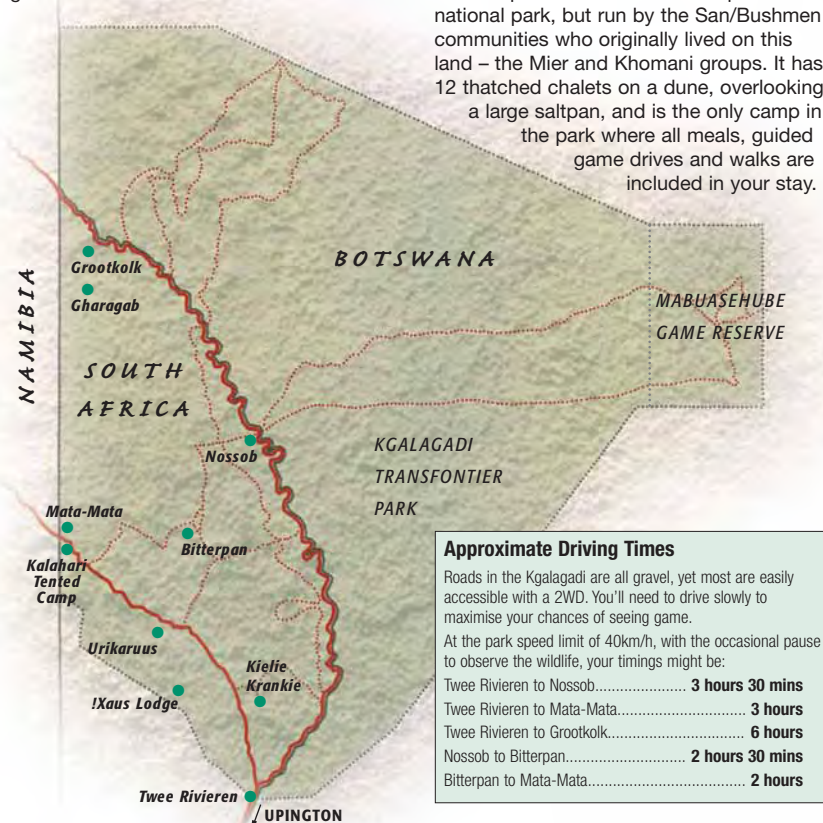 national park, but run by the San/Bushmen
communities who originally lived on this
land – the Mier and Khomani groups. It has
12 thatched chalets on a dune, overlooking
a large saltpan, and is the only camp in
the park where all meals, guided
game drives and walks are
included in your stay.
NAMIBIA
BOTSWANA
Grootkolk
Gharagab
MABUASEHUBE
GAME RESERVE
SOUTH
AFRICA
Nossob
KGALAGADI
TRANSFONTIER
PARK
Mata-Mata
Bitterpan
Kalahari
Tented
Camp
Urikaruus
Kielie
Krankie
!Xaus Lodge
Twee Rivieren
UPINGTON
Approximate Driving Times
Roads in the Kgalagadi are all gravel, yet most are easily
accessible with a 2WD. You'll need to drive slowly to
maximise your chances of seeing game.
At the park speed limit of 40km/h, with the occasional pause
to observe the wildlife, your timings might be:
Twee Rivieren to Nossob..................... 3 hours 30 mins
Twee Rivieren to Mata-Mata.............................. 3 hours
Twee Rivieren to Grootkolk................................ 6 hours
Nossob to Bitterpan............................ 2 hours 30 mins
Bitterpan to Mata-Mata..................................... 2 hours